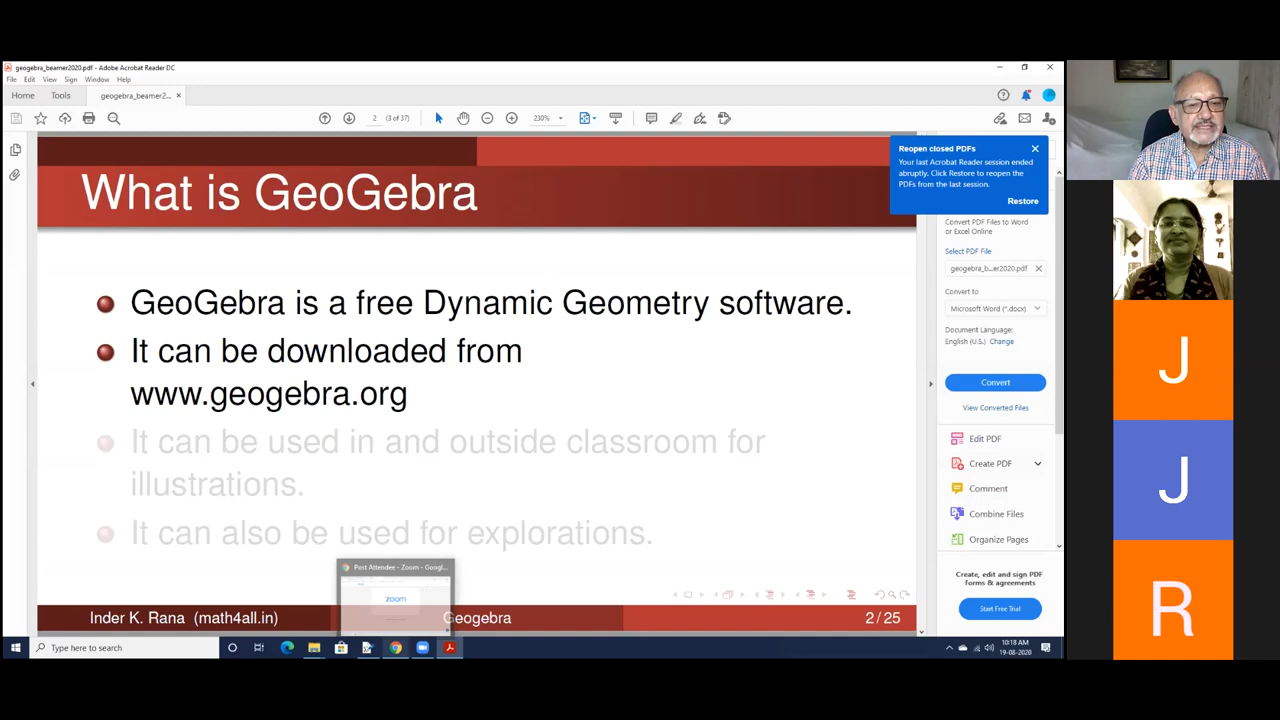 geogebra_beamer2020.pdf - Adobe Acrobat Reader DC
File Edit View Sign Window Help
Home Tools geogebra_beamer2... ×
2 (3 of 37) 230%
What is GeoGebra
GeoGebra is a free Dynamic Geometry software.
It can be downloaded from
www.geogebra.org
It can be used in and outside classroom for
illustrations.
It can also be used for explorations.
Inder K. Rana (math4all.in) Geogebra 2 / 25
Reopen closed PDFs
Your last Acrobat Reader session ended
abruptly. Click Restore to reopen the
PDFs from the last session.
Restore
Convert PDF Files to Word
or Excel Online
Select PDF File
geogebra_b...er2020.pdf
Convert to
Microsoft Word (*.docx)
Document Language:
English (U.S.) Change
Convert
View Converted Files
Edit PDF
Create PDF
Comment
Combine Files
Organize Pages
Create, edit and sign PDF
forms & agreements
Start Free Trial
Post Attendee - Zoom - Googl...
zoom
Type here to search
10:18 AM
19-08-2020
J
J
R